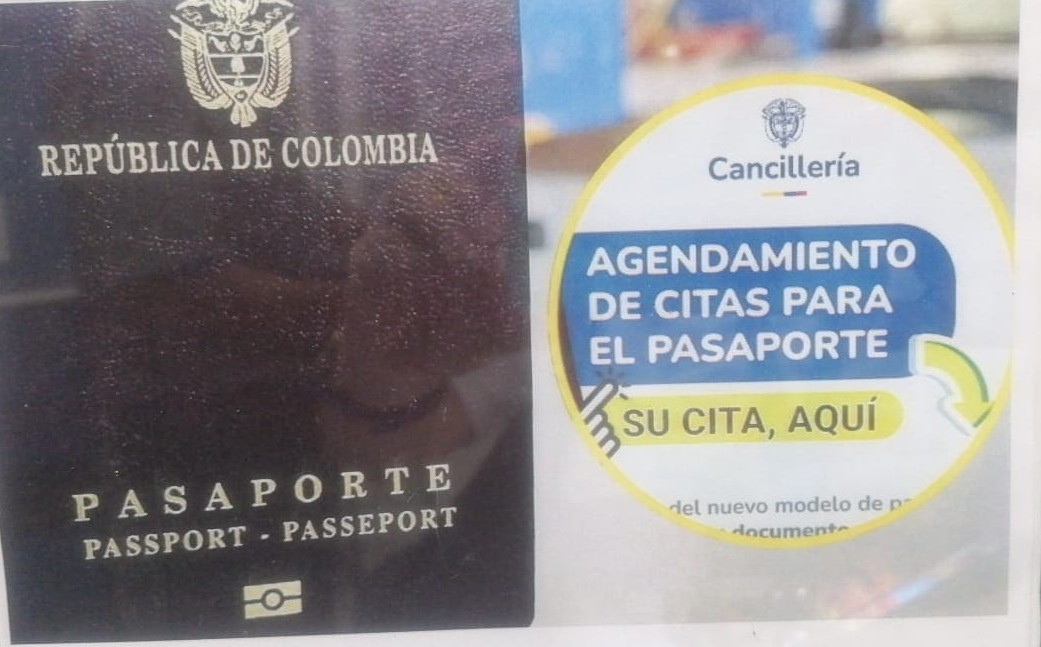 REPÚBLICA DE COLOMBIA
PASAPORTE
PASSPORT - PASSEPORT
Cancillería
AGENDAMIENTO
DE CITAS PARA
EL PASAPORTE
SU CITA, AQUÍ
del nuevo modelo de
documento